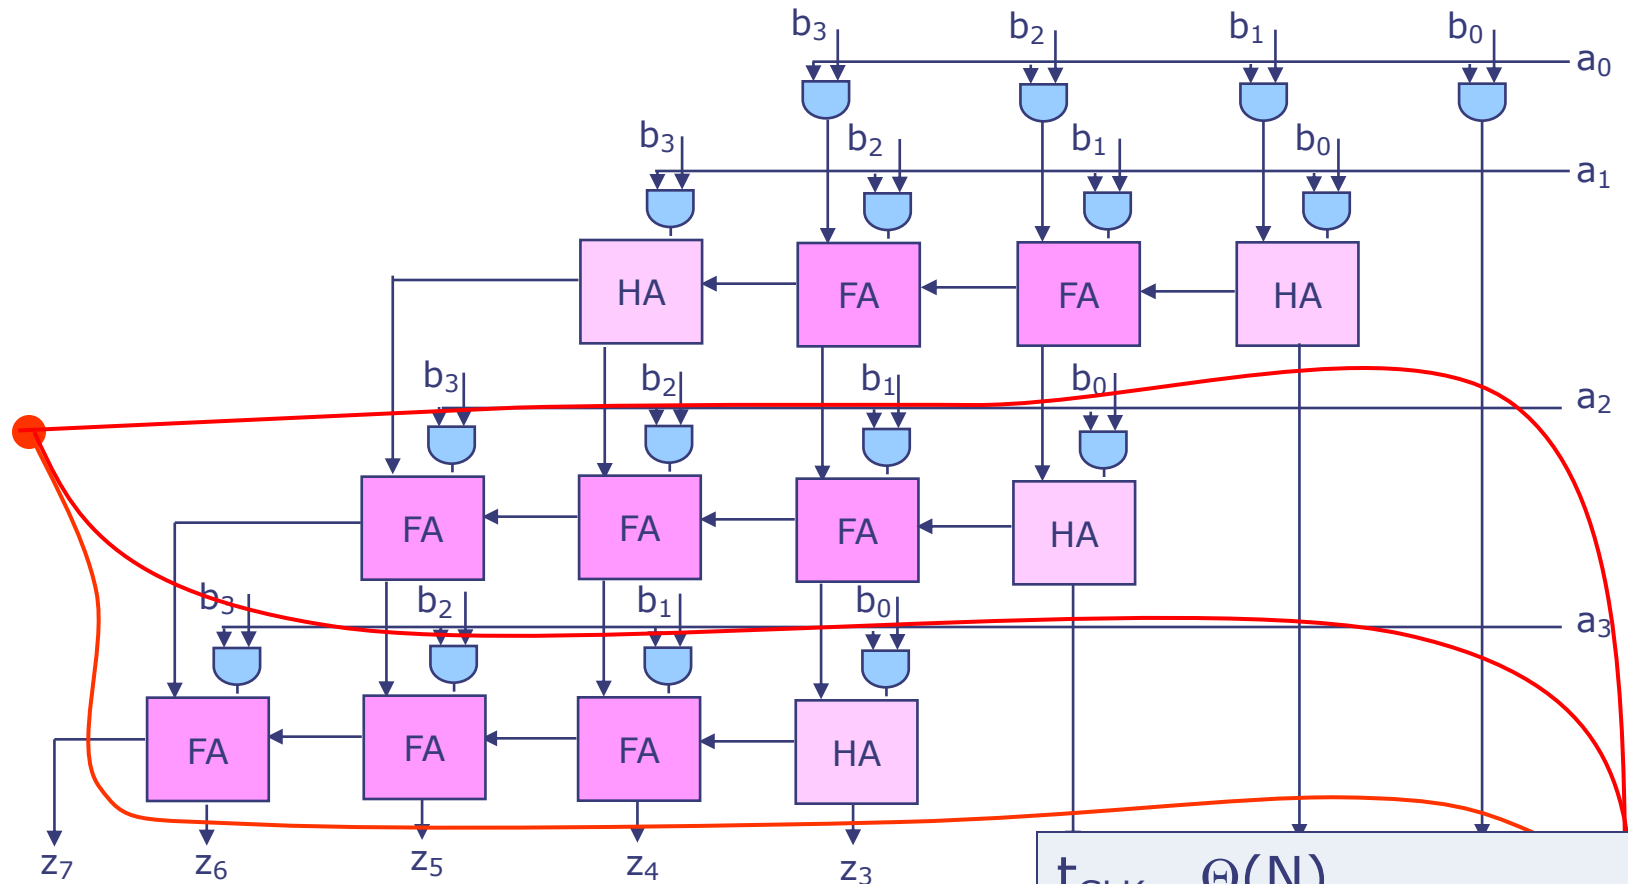 b₃ b₂ b₁ b₀
a₀
b₃ b₂ b₁ b₀
a₁
HA FA FA HA
b₃ b₂ b₁ b₀
a₂
FA FA FA HA
b₃ b₂ b₁ b₀
a₃
FA FA FA HA
z₇ z₆ z₅ z₄ z₃
Θ(N)